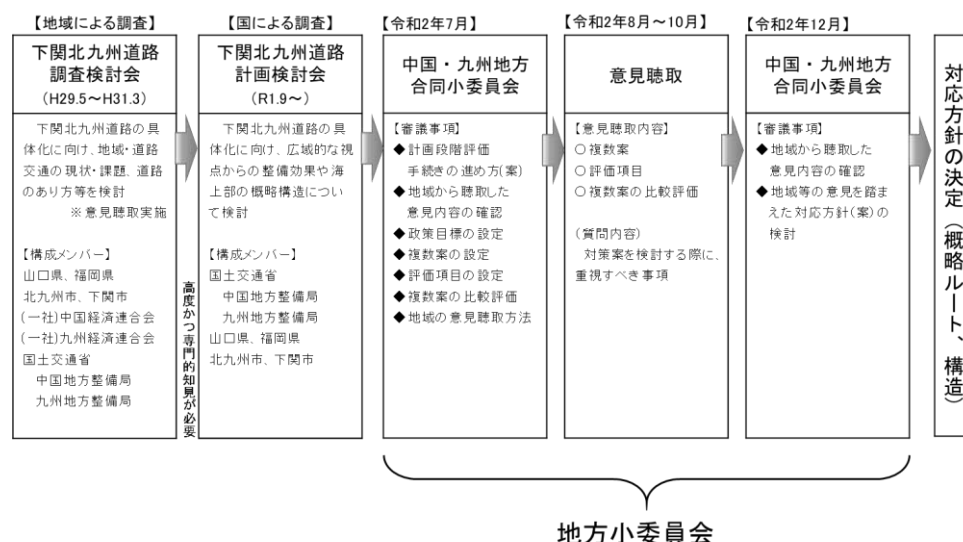 【地域による調査】
下関北九州道路
調査検討会
(H29.5～H31.3)
下関北九州道路の具
体化に向け、地域・道路
交通の現状・課題、道路
のあり方等を検討
※意見聴取実施
【構成メンバー】
山口県、福岡県
北九州市、下関市
(一社)中国経済連合会
(一社)九州経済連合会
国土交通省
中国地方整備局
九州地方整備局
高度かつ専門的知見が必要
【国による調査】
下関北九州道路
計画検討会
(R1.9～)
下関北九州道路の具
体化に向け、広域的な視
点からの整備効果や海
上部の概略構造につい
て検討
【構成メンバー】
国土交通省
中国地方整備局
九州地方整備局
山口県、福岡県
北九州市、下関市
【令和2年7月】
中国・九州地方
合同小委員会
【審議事項】
◆計画段階評価
手続きの進め方(案)
◆地域から聴取した
意見内容の確認
◆政策目標の設定
◆複数案の設定
◆評価項目の設定
◆複数案の比較評価
◆地域の意見聴取方法
【令和2年8月～10月】
意見聴取
【意見聴取内容】
○複数案
○評価項目
○複数案の比較評価
(質問内容)
対策案を検討する際に、
重視すべき事項
【令和2年12月】
中国・九州地方
合同小委員会
【審議事項】
◆地域から聴取した
意見内容の確認
◆地域等の意見を踏ま
えた対応方針(案)の
検討
対応方針の決定(概略ルート、構造)
地方小委員会